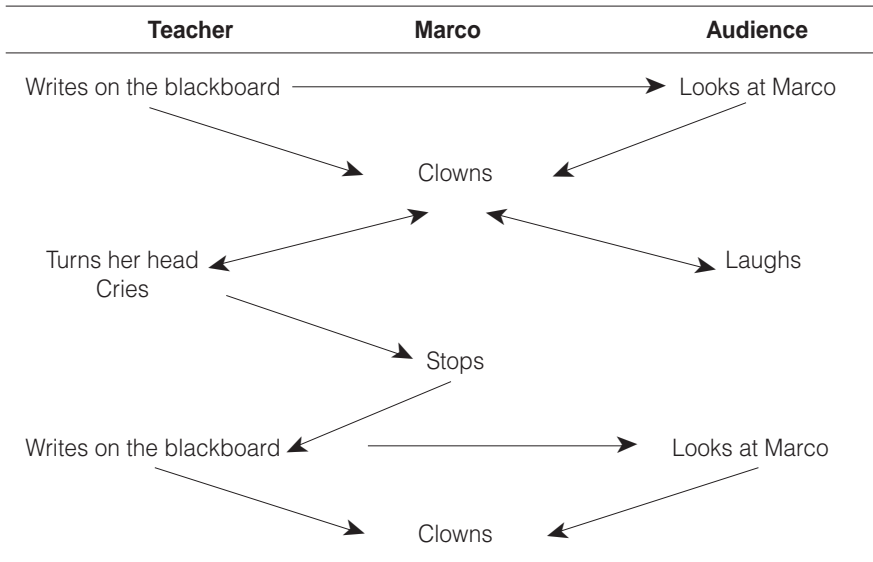 Teacher Marco Audience
Writes on the blackboard Looks at Marco
Clowns
Turns her head Laughs
Cries
Stops
Writes on the blackboard Looks at Marco
Clowns